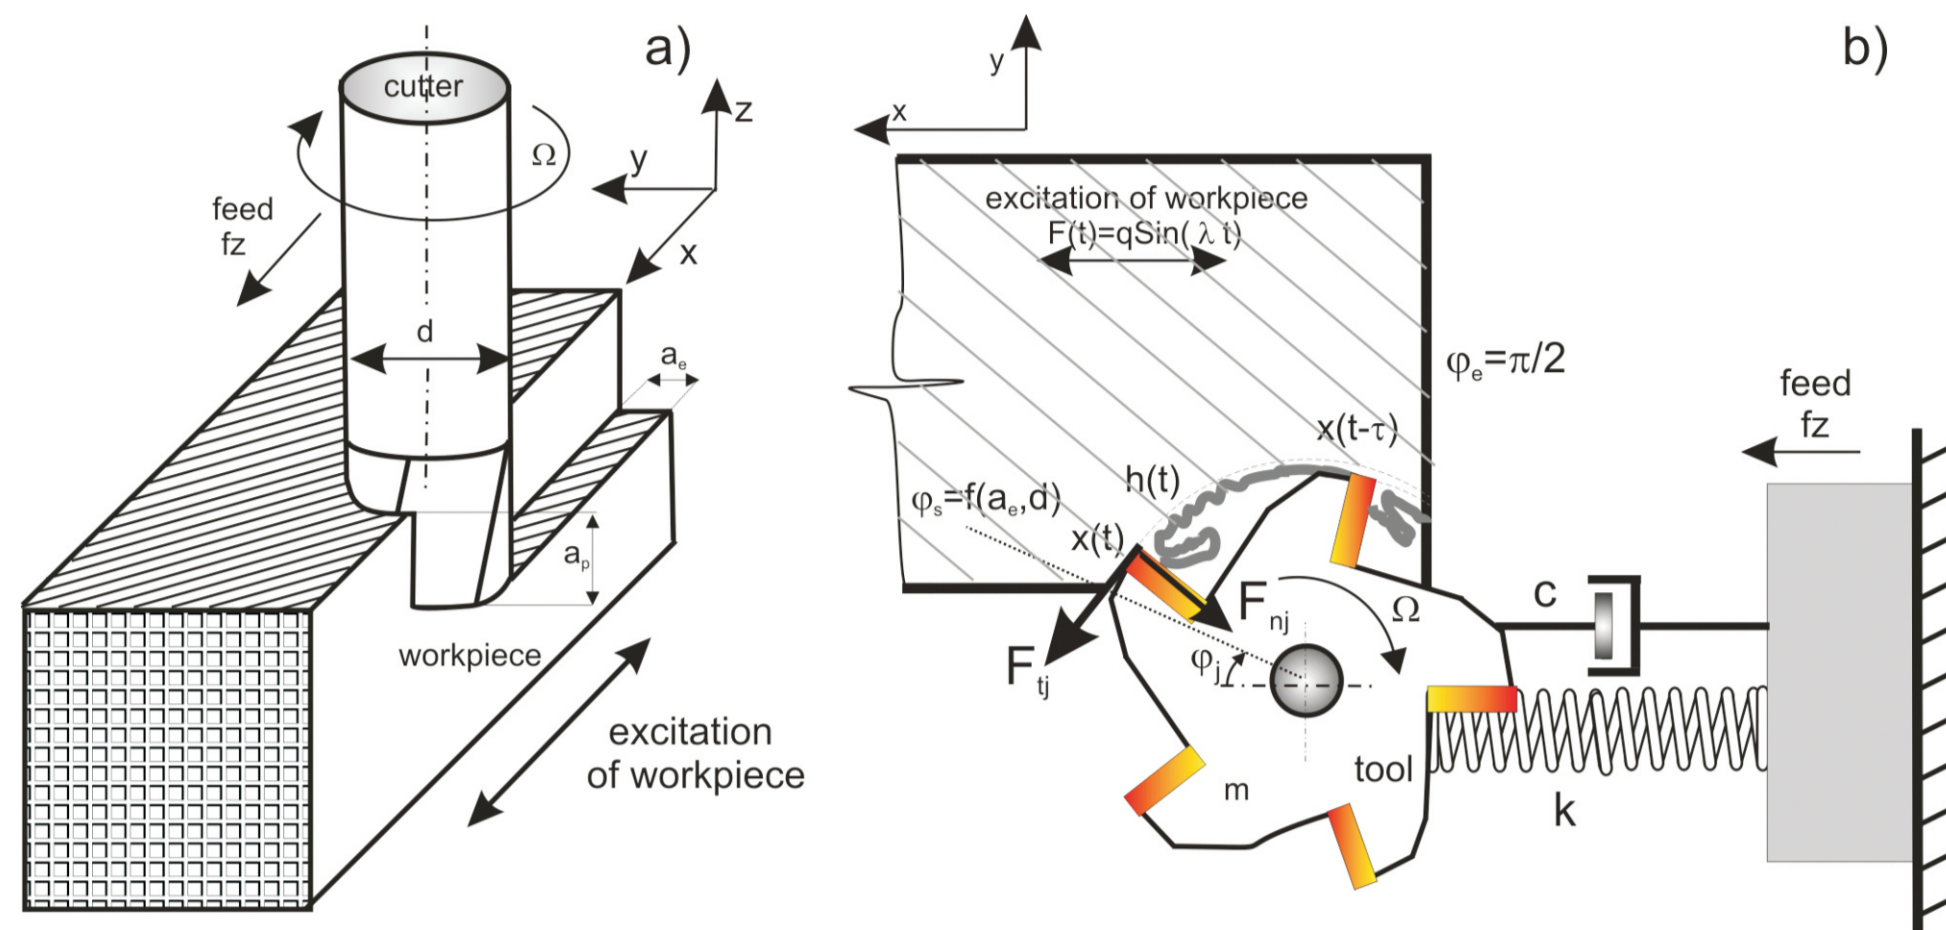 a)
cutter
z
Ω
y
x
feed
fz
d
aₑ
aₚ
workpiece
excitation
of workpiece
b)
y
x
excitation of workpiece
F(t)=qSin( λ t)
φₑ=π/2
feed
fz
x(t-τ)
h(t)
φₛ=f(aₑ,d)
x(t)
c
Fₙⱼ
Ω
Fₜⱼ
φⱼ
tool
m
k